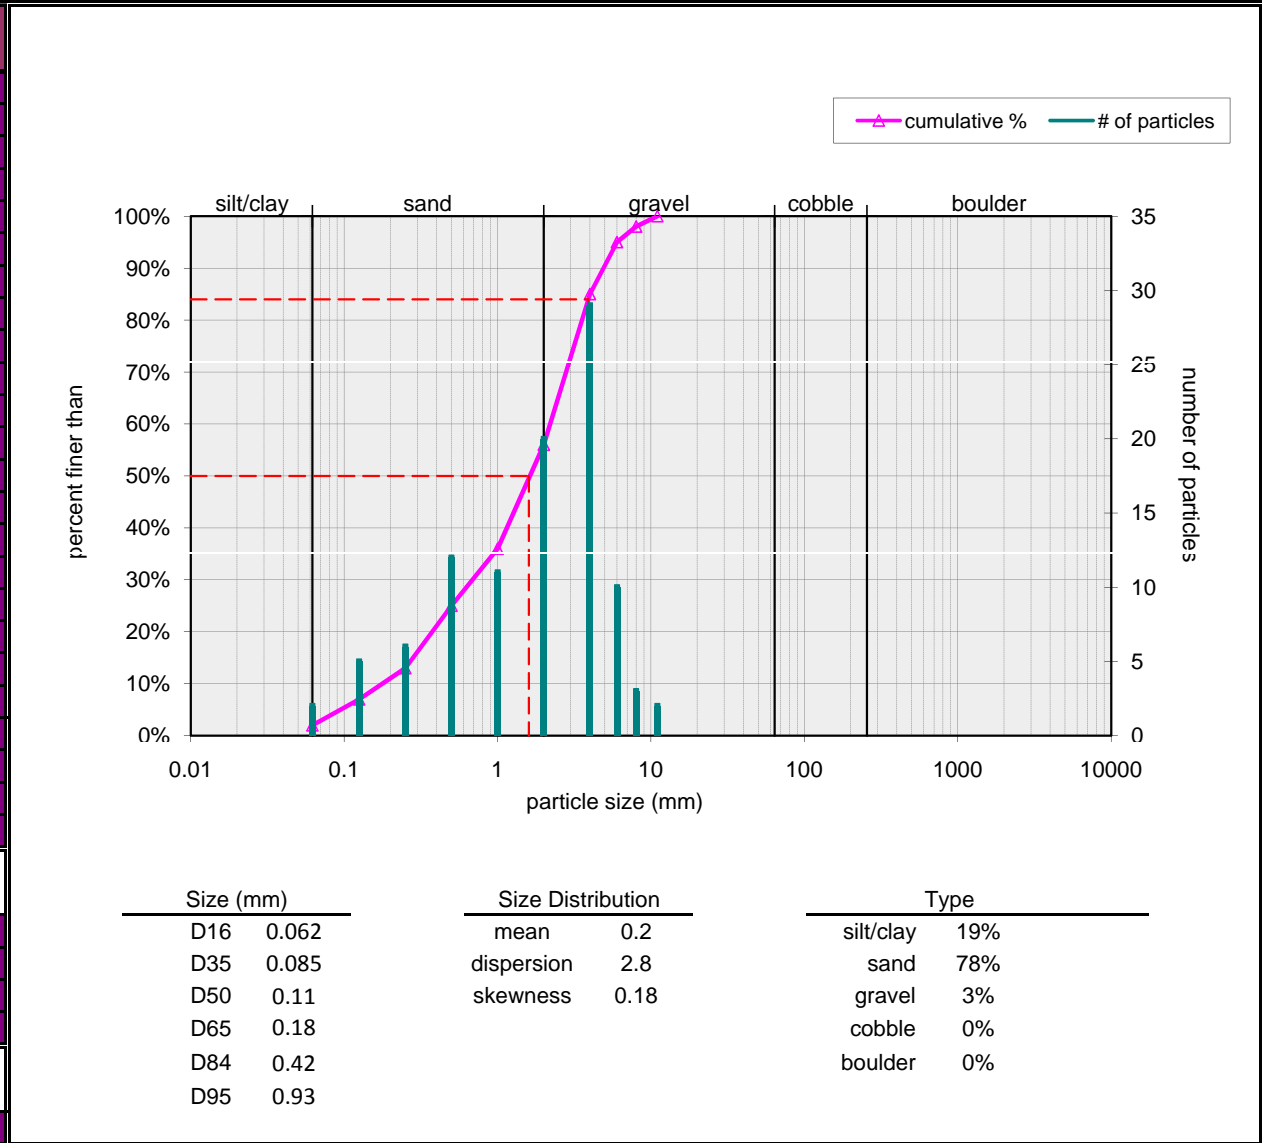 cumulative % # of particles
silt/clay sand gravel cobble boulder
100% 35
90%
30
80%
25
70%
60%
20
50%
15
40%
30%
10
20%
5
10%
0% 0
percent finer than
number of particles
0.01 0.1 1 10 100 1000 10000
particle size (mm)
Size (mm) Size Distribution Type
D16 0.062 mean 0.2 silt/clay 19%
D35 0.085 dispersion 2.8 sand 78%
D50 0.11 skewness 0.18 gravel 3%
D65 0.18 cobble 0%
D84 0.42 boulder 0%
D95 0.93